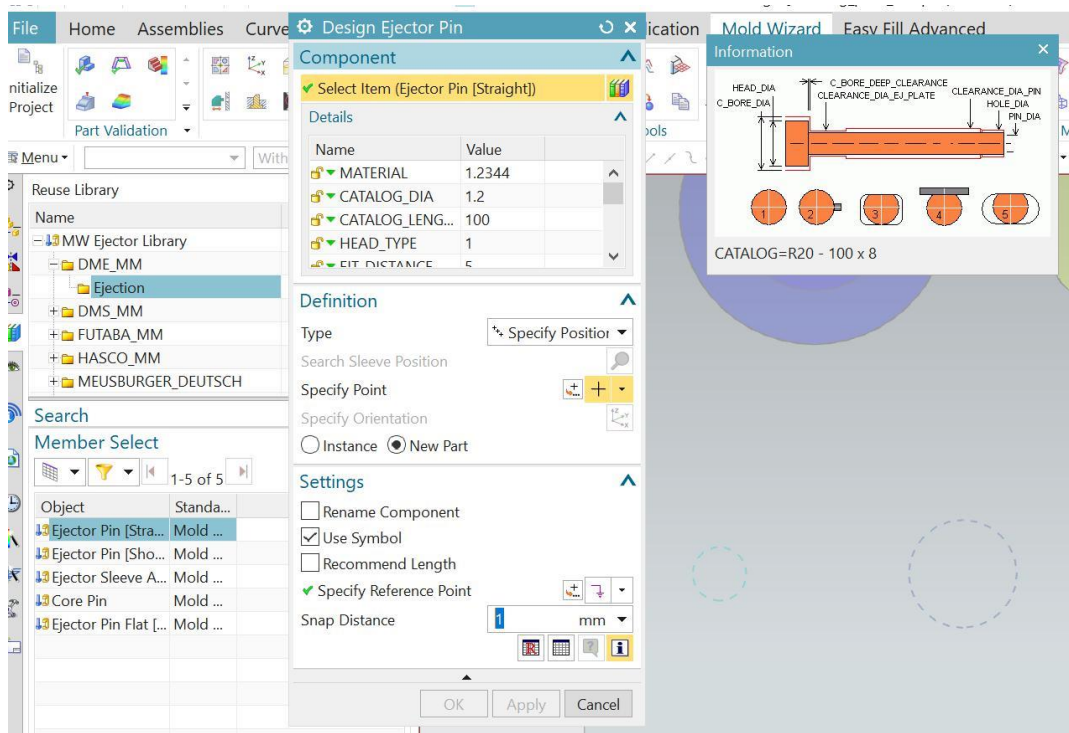 File Home Assemblies Curve Design Ejector Pin ication Mold Wizard Easy Fill Advanced
Component
Information
nitialize
Project
Select Item (Ejector Pin [Straight])
Details
Part Validation
ools
Name Value
Menu
With
MATERIAL 1.2344
CATALOG_DIA 1.2
CATALOG_LENG... 100
HEAD_TYPE 1
FIT_DISTANCE 5
HEAD_DIA
C_BORE_DIA
C_BORE_DEEP_CLEARANCE
CLEARANCE_DIA_EJ_PLATE
CLEARANCE_DIA_PIN
HOLE_DIA
PIN_DIA
1 2 3 4 5
CATALOG=R20 - 100 x 8
Reuse Library
Name
MW Ejector Library
DME_MM
Ejection
DMS_MM
FUTABA_MM
HASCO_MM
MEUSBURGER_DEUTSCH
Search
Member Select
1-5 of 5
Object Standa...
Ejector Pin [Stra... Mold ...
Ejector Pin [Sho... Mold ...
Ejector Sleeve A... Mold ...
Core Pin Mold ...
Ejector Pin Flat [... Mold ...
Definition
Type Specify Position
Search Sleeve Position
Specify Point
Specify Orientation
Instance New Part
Settings
Rename Component
Use Symbol
Recommend Length
Specify Reference Point
Snap Distance 1 mm
OK Apply Cancel